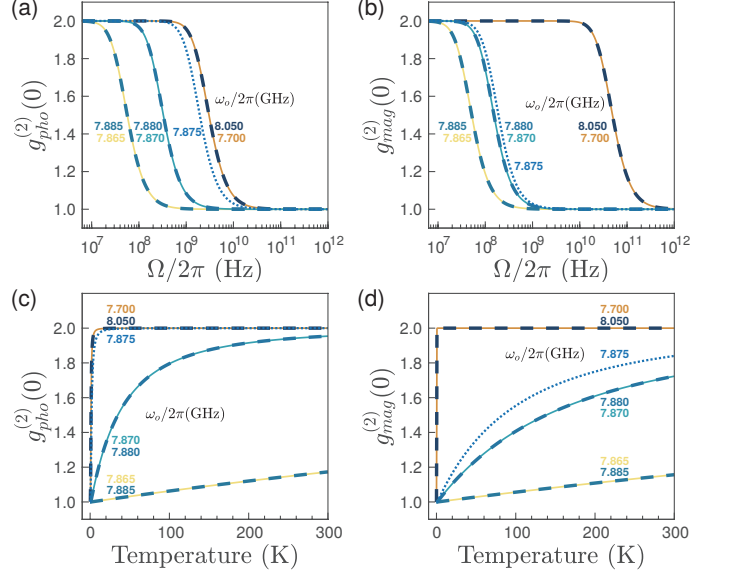 (a)
2.0
1.8
1.6
1.4
1.2
1.0
g_pho^(2)(0)
ω_o/2π(GHz)
7.885 7.880 7.875 8.050
7.865 7.870 7.700
10^7 10^8 10^9 10^10 10^11 10^12
Ω/2π (Hz)
(b)
2.0
1.8
1.6
1.4
1.2
1.0
g_mag^(2)(0)
ω_o/2π(GHz)
7.885 7.880 8.050
7.865 7.870 7.700
7.875
10^7 10^8 10^9 10^10 10^11 10^12
Ω/2π (Hz)
(c)
2.0
1.8
1.6
1.4
1.2
1.0
g_pho^(2)(0)
7.700
8.050
7.875
ω_o/2π(GHz)
7.870
7.880
7.865
7.885
0 100 200 300
Temperature (K)
(d)
2.0
1.8
1.6
1.4
1.2
1.0
g_mag^(2)(0)
7.700
8.050
ω_o/2π(GHz) 7.875
7.880
7.870
7.865
7.885
0 100 200 300
Temperature (K)